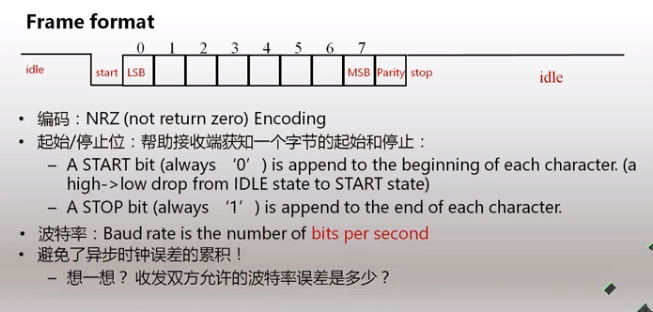 Frame format
0 1 2 3 4 5 6 7
idle start LSB MSB Parity stop idle
• 编码：NRZ (not return zero) Encoding
• 起始/停止位：帮助接收端获知一个字节的起始和停止：
– A START bit (always ‘0’) is append to the beginning of each character. (a
high->low drop from IDLE state to START state)
– A STOP bit (always ‘1’) is append to the end of each character.
• 波特率：Baud rate is the number of bits per second
• 避免了异步时钟误差的累积！
– 想一想？收发双方允许的波特率误差是多少？